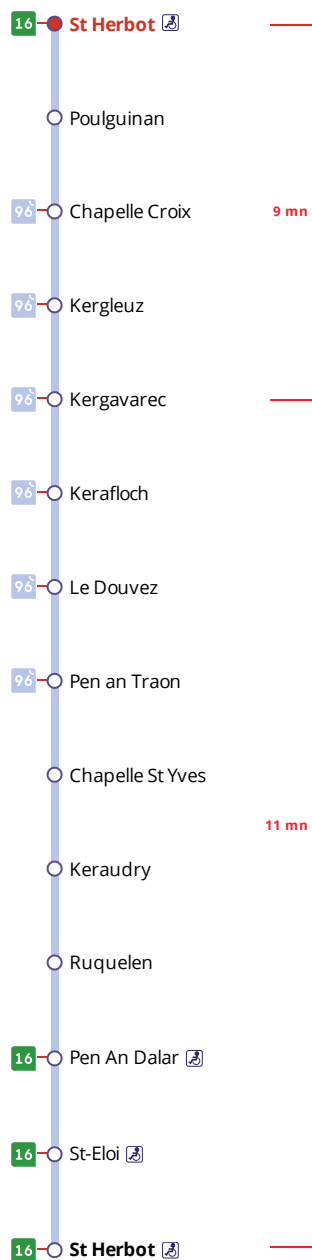 16 St Herbot
Poulguinan
96 Chapelle Croix 9 mn
96 Kergleuz
96 Kergavarec
96 Kerafloch
96 Le Douvez
96 Pen an Traon
Chapelle St Yves
11 mn
Keraudry
Ruquelen
16 Pen An Dalar
16 St-Eloi
16 St Herbot